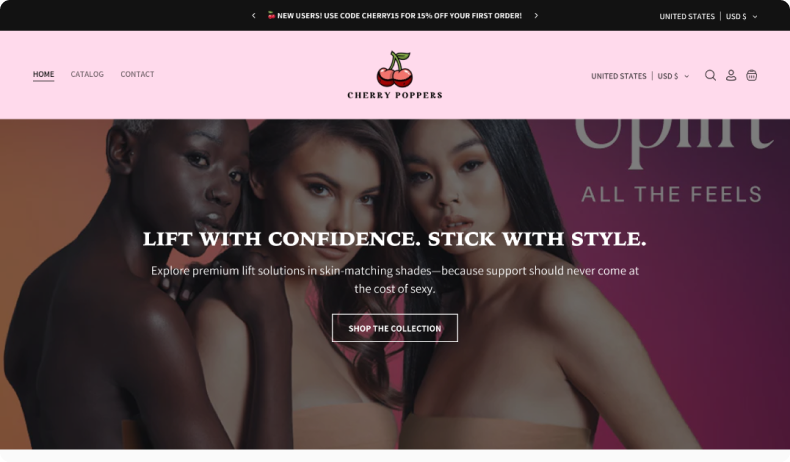 🍒 NEW USERS! USE CODE CHERRY15 FOR 15% OFF YOUR FIRST ORDER!
UNITED STATES | USD $
HOME
CATALOG
CONTACT
CHERRY POPPERS
UNITED STATES | USD $
Uplift
ALL THE FEELS
LIFT WITH CONFIDENCE. STICK WITH STYLE.
Explore premium lift solutions in skin-matching shades—because support should never come at
the cost of sexy.
SHOP THE COLLECTION